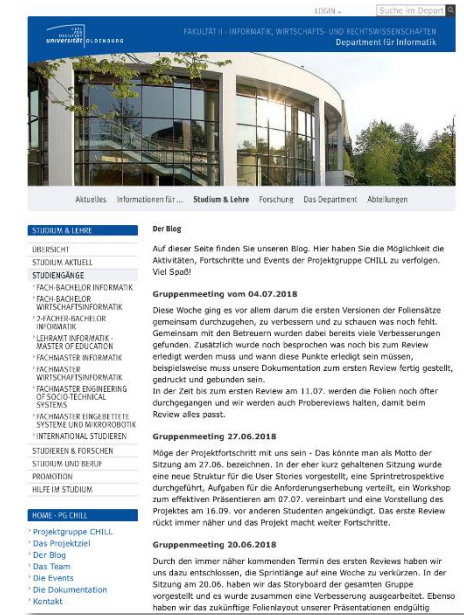 LOGIN
Suche im Depart
CARL
VON
OSSIETZKY
universität OLDENBURG
FAKULTÄT II - INFORMATIK, WIRTSCHAFTS- UND RECHTSWISSENSCHAFTEN
Department für Informatik
Aktuelles Informationen für ... Studium & Lehre Forschung Das Department Abteilungen
STUDIUM & LEHRE
ÜBERSICHT
STUDIUM AKTUELL
STUDIENGÄNGE
FACH-BACHELOR INFORMATIK
FACH-BACHELOR
WIRTSCHAFTSINFORMATIK
2-FÄCHER-BACHELOR
INFORMATIK
LEHRAMT INFORMATIK -
MASTER OF EDUCATION
FACHMASTER INFORMATIK
FACHMASTER
WIRTSCHAFTSINFORMATIK
FACHMASTER ENGINEERING
OF SOCIO-TECHNICAL
SYSTEMS
FACHMASTER EINGEBETTETE
SYSTEME UND MIKROROBOTIK
INTERNATIONAL STUDIEREN
STUDIEREN & FORSCHEN
STUDIUM UND BERUF
PROMOTION
HILFE IM STUDIUM
HOME - PG CHILL
Projektgruppe CHILL
Das Projektziel
Der Blog
Das Team
Die Events
Die Dokumentation
Kontakt
Der Blog
Auf dieser Seite finden Sie unseren Blog. Hier haben Sie die Möglichkeit die
Aktivitäten, Fortschritte und Events der Projektgruppe CHILL zu verfolgen.
Viel Spaß!
Gruppenmeeting vom 04.07.2018
Diese Woche ging es vor allem darum die ersten Versionen der Foliensätze
gemeinsam durchzugehen, zu verbessern und zu schauen was noch fehlt.
Gemeinsam mit den Betreuern wurden dabei bereits viele Verbesserungen
gefunden. Zusätzlich wurde noch besprochen was noch bis zum Review
erledigt werden muss und wann diese Punkte erledigt sein müssen,
beispielsweise muss unsere Dokumentation zum ersten Review fertig gestellt,
gedruckt und gebunden sein.
In der Zeit bis zum ersten Review am 11.07. werden die Folien noch öfter
durchgegangen und wir werden auch Probereviews halten, damit beim
Review alles passt.
Gruppenmeeting 27.06.2018
Möge der Projektfortschritt mit uns sein - Das könnte man als Motto der
Sitzung am 27.06. bezeichnen. In der eher kurz gehaltenen Sitzung wurde
eine neue Struktur für die User Stories vorgestellt, eine Sprintretrospektive
durchgeführt, Aufgaben für die Anforderungserhebung verteilt, ein Workshop
zum effektiven Präsentieren am 07.07. vereinbart und eine Vorstellung des
Projektes am 16.09. vor anderen Studenten angekündigt. Das erste Review
rückt immer näher und das Projekt macht weiter Fortschritte.
Gruppenmeeting 20.06.2018
Durch den immer näher kommenden Termin des ersten Reviews haben wir
uns dazu entschlossen, die Sprintlänge auf eine Woche zu verkürzen. In der
Sitzung am 20.06. haben wir das Storyboard der gesamten Gruppe
vorgestellt und es wurde zusammen eine Verbesserung ausgearbeitet. Ebenso
haben wir das zukünftige Folienlayout unserer Präsentationen endgültig